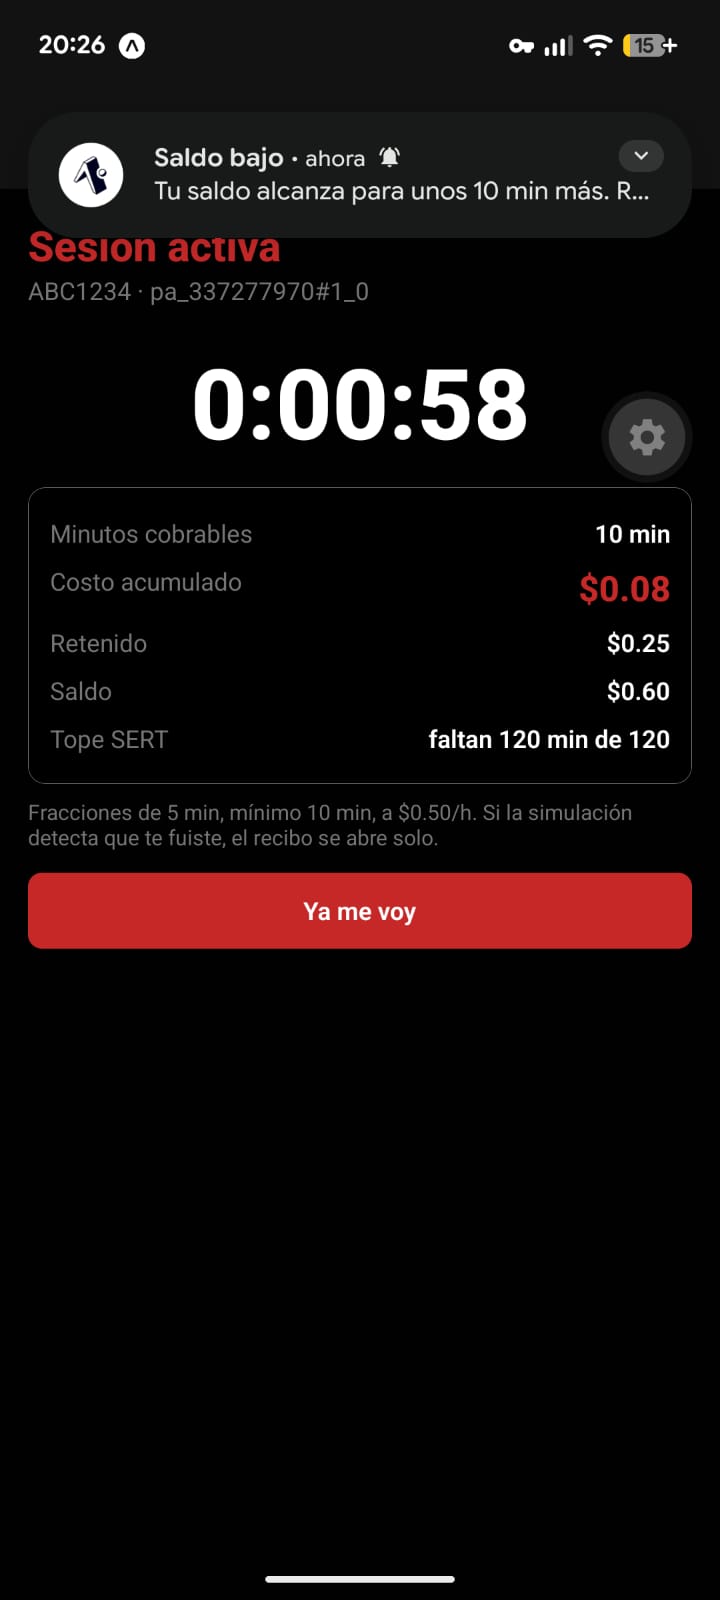 20:26
15
Saldo bajo · ahora
Tu saldo alcanza para unos 10 min más. R...
Sesión activa
ABC1234 · pa_337277970#1_0
0:00:58
Minutos cobrables 10 min
Costo acumulado $0.08
Retenido $0.25
Saldo $0.60
Tope SERT faltan 120 min de 120
Fracciones de 5 min, mínimo 10 min, a $0.50/h. Si la simulación
detecta que te fuiste, el recibo se abre solo.
Ya me voy